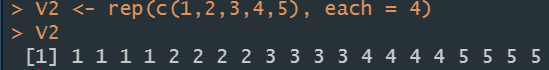 > V2 <- rep(c(1,2,3,4,5), each = 4)
> V2
[1] 1 1 1 1 2 2 2 2 3 3 3 3 4 4 4 4 5 5 5 5